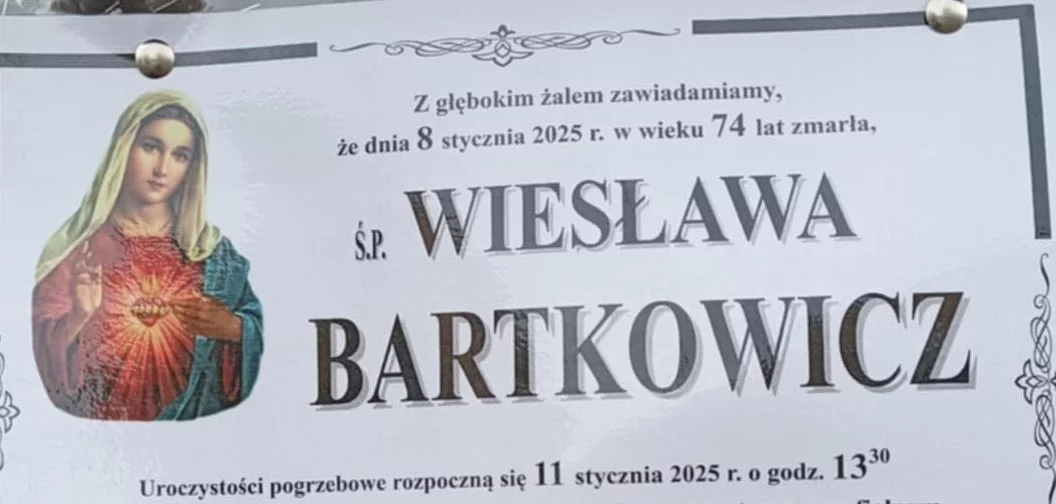 Z głębokim żalem zawiadamiamy,
że dnia 8 stycznia 2025 r. w wieku 74 lat zmarła,
Ś.P. WIESŁAWA
BARTKOWICZ
Uroczystości pogrzebowe rozpoczną się 11 stycznia 2025 r. o godz. 13³⁰